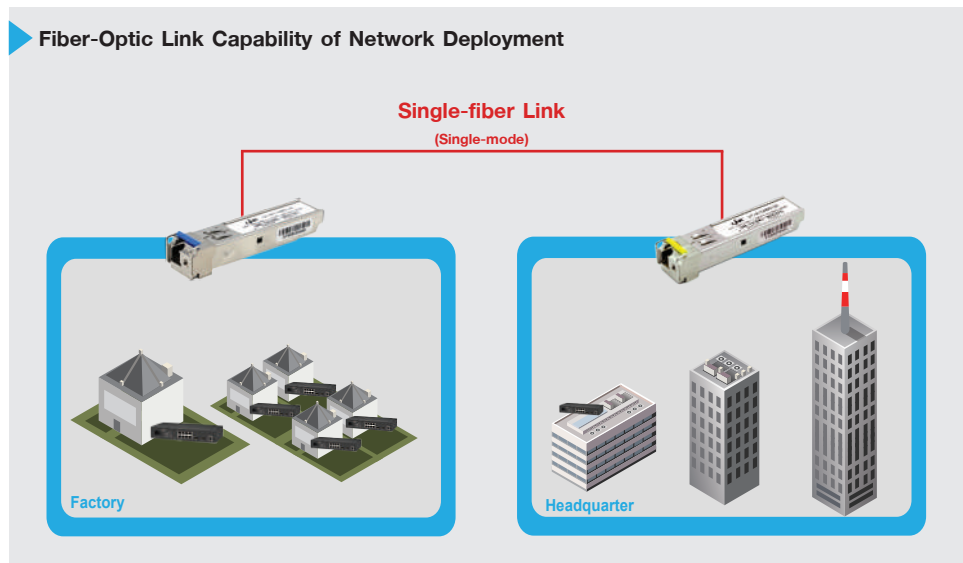 Fiber-Optic Link Capability of Network Deployment
Single-fiber Link
(Single-mode)
Factory
Headquarter